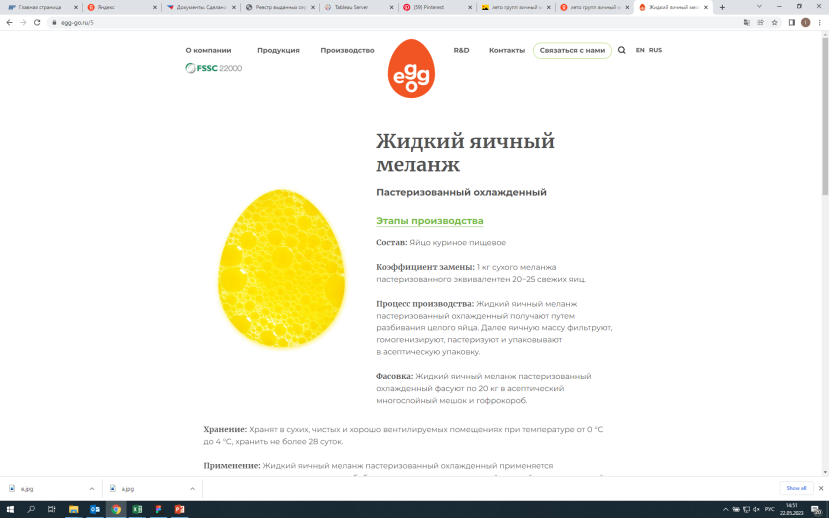 Главная страница
Яндекс
Документы. Сделано
Реестр выданных сер
Tableau Server
(39) Pinterest
лето групп яичный м
лето групп яичный м
Жидкий яичный мел
egg-go.ru/5
О компании
Продукция
Производство
eggo
R&D
Контакты
Связаться с нами
EN RUS
FSSC 22000
Жидкий яичный
меланж
Пастеризованный охлажденный
Этапы производства
Состав: Яйцо куриное пищевое
Коэффициент замены: 1 кг сухого меланжа
пастеризованного эквивалентен 20–25 свежих яиц.
Процесс производства: Жидкий яичный меланж
пастеризованный охлажденный получают путем
разбивания целого яйца. Далее яичную массу фильтруют,
гомогенизируют, пастеризуют и упаковывают
в асептическую упаковку.
Фасовка: Жидкий яичный меланж пастеризованный
охлажденный фасуют по 20 кг в асептический
многослойный мешок и гофрокороб.
Хранение: Хранят в сухих, чистых и хорошо вентилируемых помещениях при температуре от 0 °C
до 4 °C, хранить не более 28 суток.
Применение: Жидкий яичный меланж пастеризованный охлажденный применяется
Show all
РУС
14:51
22.05.2023